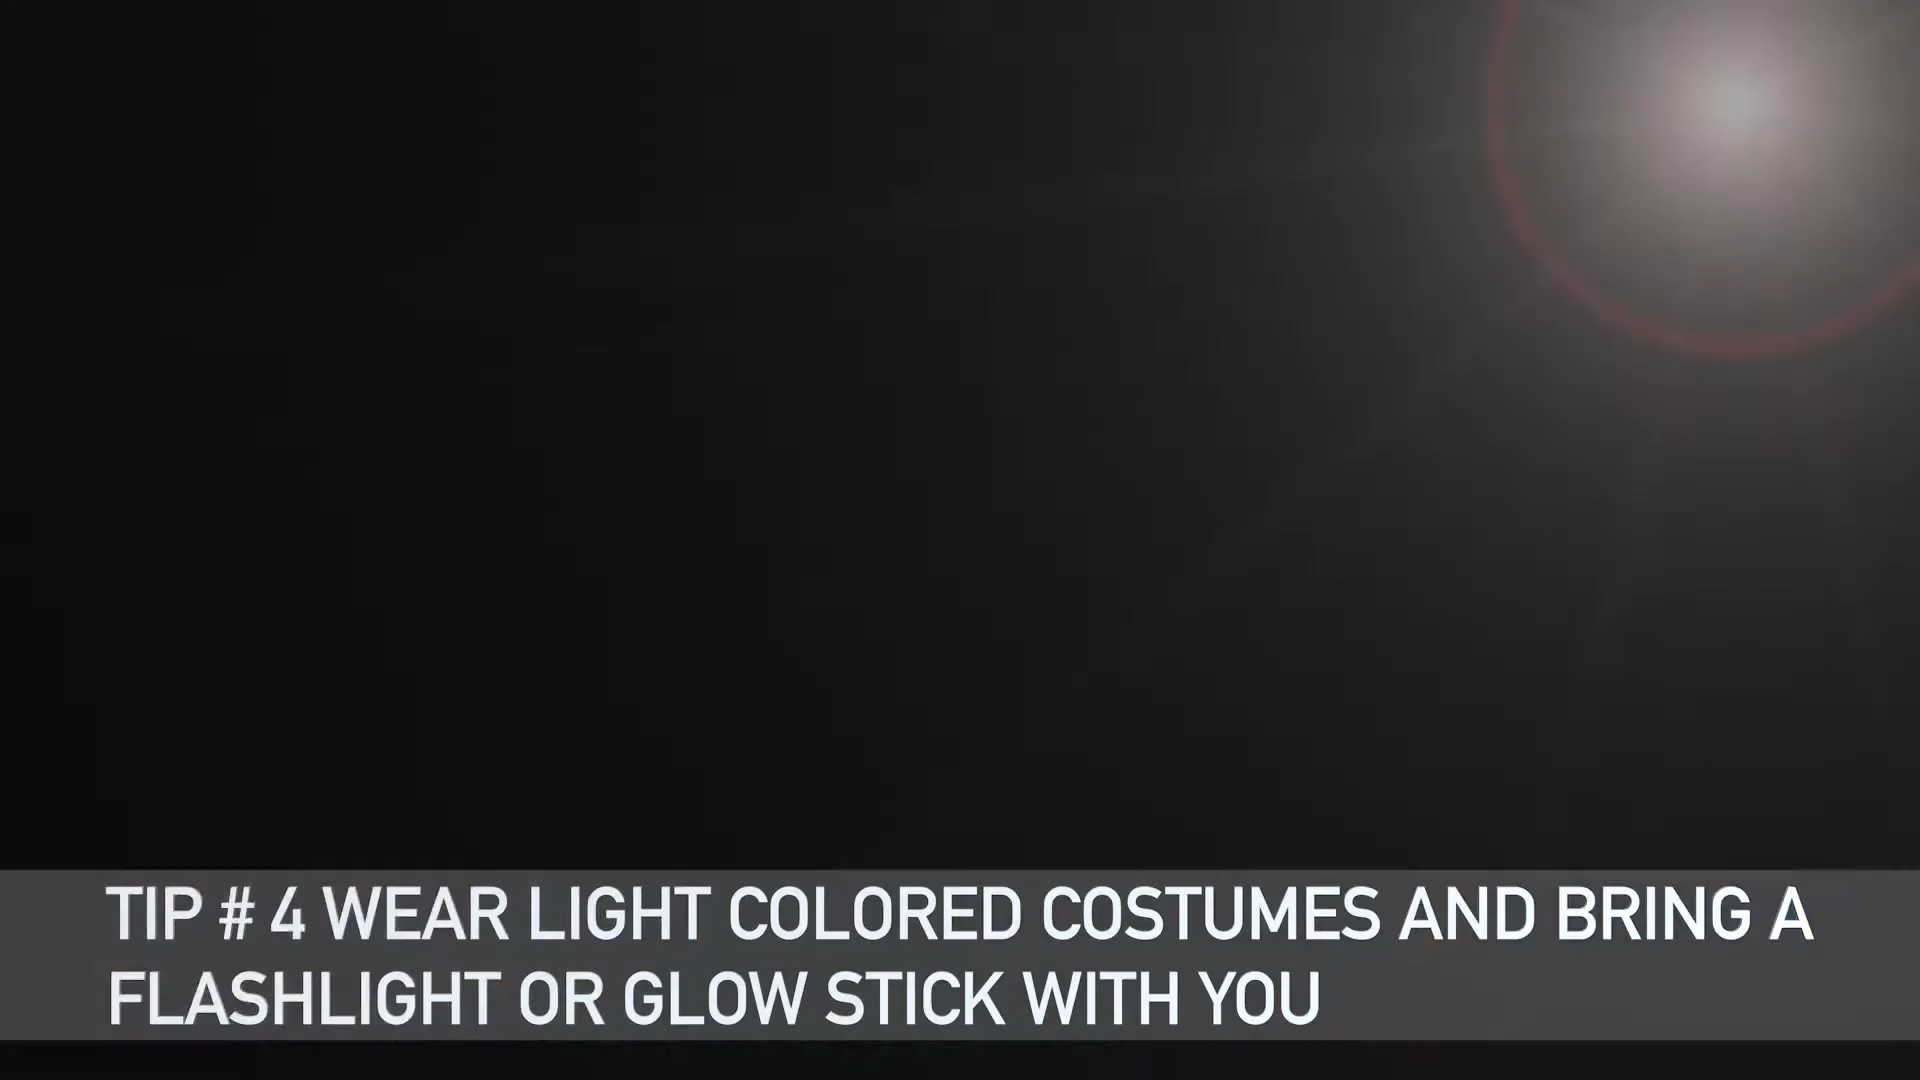 TIP # 4 WEAR LIGHT COLORED COSTUMES AND BRING A
FLASHLIGHT OR GLOW STICK WITH YOU